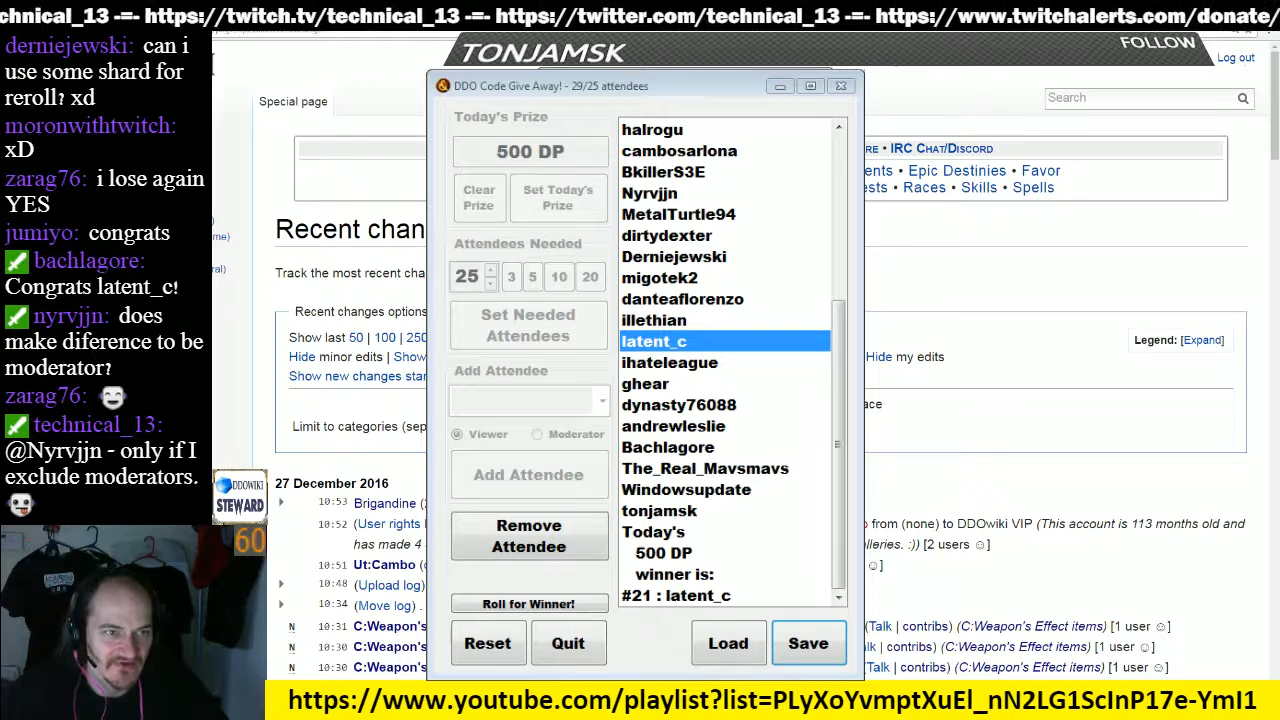 chnical_13 -=- https://twitch.tv/technical_13 -=- https://twitter.com/technical_13 -=- https://www.twitchalerts.com/donate/
derniejewski: can i
use some shard for
reroll? xd
moronwithtwitch:
xD
zarag76: i lose again
YES
jumiyo: congrats
bachlagore:
Congrats latent_c!
nyrvjjn: does
make diference to be
moderator?
zarag76:
technical_13:
@Nyrvjjn - only if I
exclude moderators.
DDOWIKI
STEWARD
60
TONJAMSK
FOLLOW
Log out
Special page
Search
IRC CHAT/DISCORD
Epic Destinies • Favor
Races • Skills • Spells
Recent chan
Track the most recent cha
Recent changes options
Show last 50 | 100 | 250
Hide minor edits | Show
Show new changes star
Hide my edits
Legend: [Expand]
Limit to categories (sep
27 December 2016
10:53 Brigandine (
10:52 (User rights
from (none) to DDOwiki VIP (This account is 113 months old and
has made 4
galleries. :)) [2 users ☺]
10:51 Ut:Cambo (
10:48 (Upload log)
10:34 (Move log) .
N 10:31 C:Weapon's
(Talk | contribs) (C:Weapon's Effect items) [1 user ☺]
N 10:30 C:Weapon's
(Talk | contribs) (C:Weapon's Effect items) [1 user ☺]
N 10:30 C:Weapon's
(Talk | contribs) (C:Weapon's Effect items) [1 user ☺]
DDO Code Give Away! - 29/25 attendees
Today's Prize
500 DP
Clear
Prize
Set Today's
Prize
Attendees Needed
25 3 5 10 20
Set Needed
Attendees
Add Attendee
Viewer Moderator
Add Attendee
Remove
Attendee
Roll for Winner!
Reset Quit Load Save
halrogu
cambosarlona
BkillerS3E
Nyrvjjn
MetalTurtle94
dirtydexter
Derniejewski
migotek2
danteaflorenzo
illethian
latent_c
ihateleague
ghear
dynasty76088
andrewleslie
Bachlagore
The_Real_Mavsmavs
Windowsupdate
tonjamsk
Today's
500 DP
winner is:
#21 : latent_c
https://www.youtube.com/playlist?list=PLyXoYvmptXuEl_nN2LG1ScInP17e-YmI1